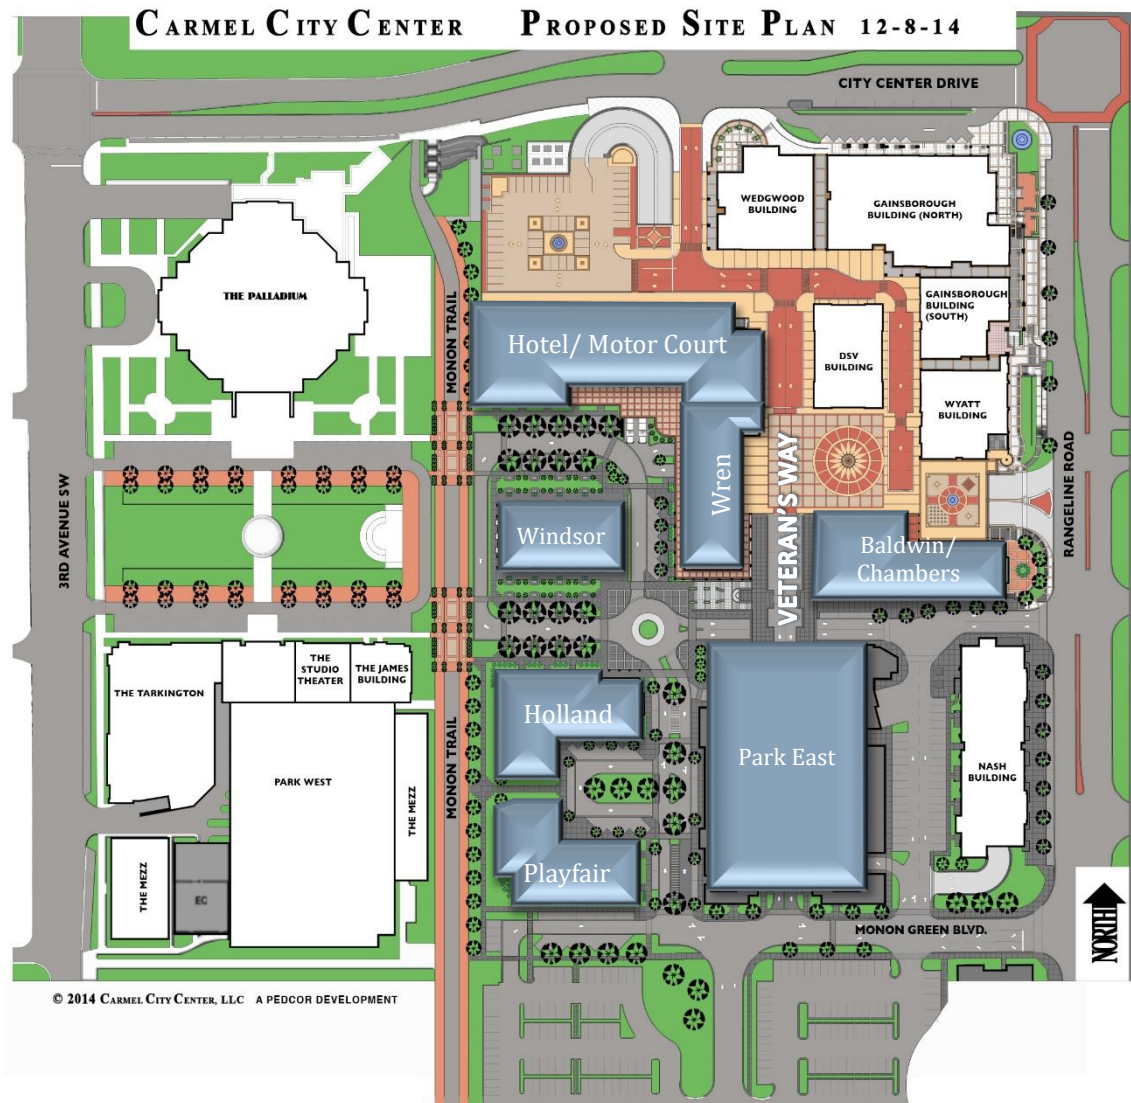 CARMEL CITY CENTER PROPOSED SITE PLAN 12-8-14
CITY CENTER DRIVE
WEDGWOOD
BUILDING
GAINSBOROUGH
BUILDING (NORTH)
THE PALLADIUM
MONON TRAIL
GAINSBOROUGH
BUILDING
(SOUTH)
Hotel/ Motor Court
DSV
BUILDING
WYATT
BUILDING
3RD AVENUE SW
Wren
VETERAN'S WAY
RANGELINE ROAD
Windsor
Baldwin/
Chambers
THE TARKINGTON
THE
STUDIO
THEATER
THE JAMES
BUILDING
Holland
Park East
NASH
BUILDING
PARK WEST
MONON TRAIL
THE MEZZ
THE MEZZ
EC
Playfair
MONON GREEN BLVD.
NORTH
© 2014 CARMEL CITY CENTER, LLC A PEDCOR DEVELOPMENT